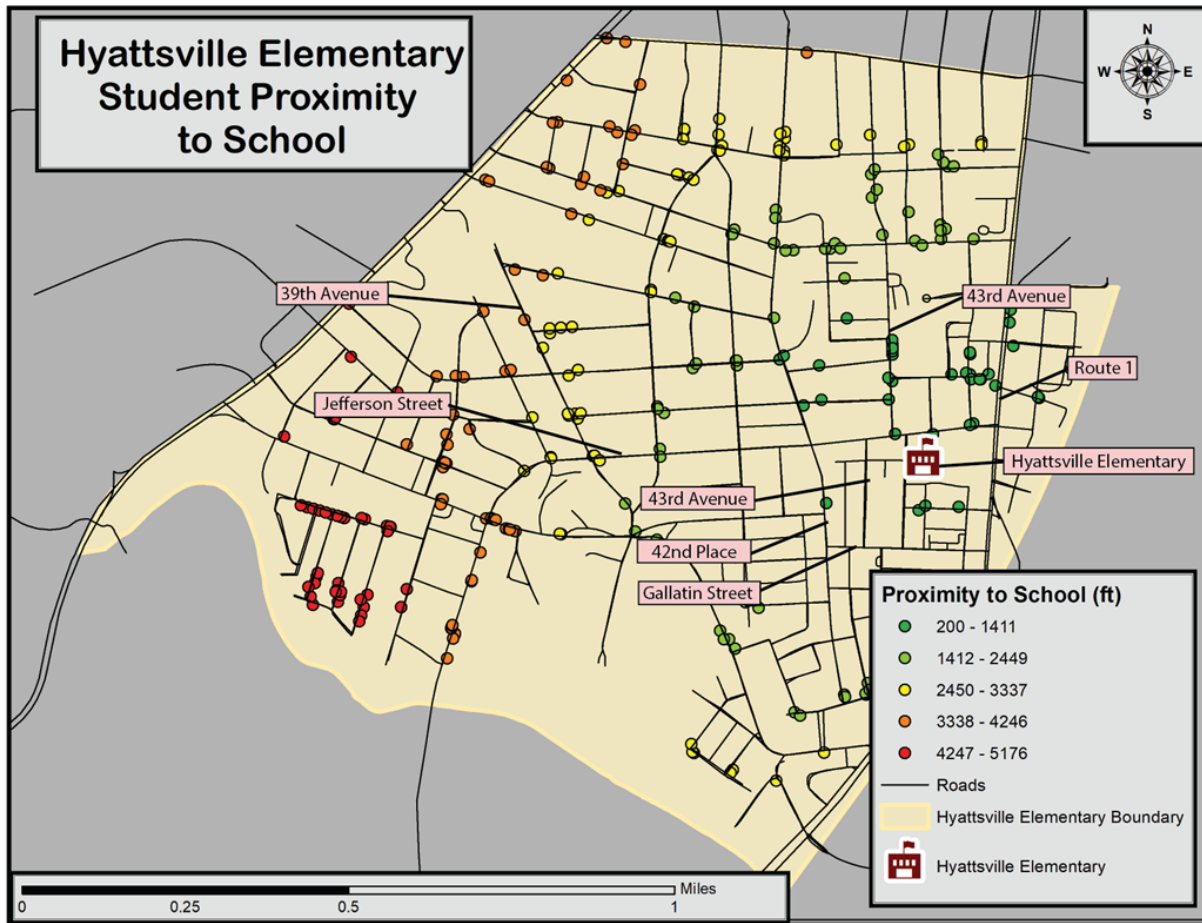 Hyattsville Elementary
Student Proximity
to School
N
W
E
S
39th Avenue
43rd Avenue
Route 1
Jefferson Street
Hyattsville Elementary
43rd Avenue
42nd Place
Gallatin Street
Proximity to School (ft)
200 - 1411
1412 - 2449
2450 - 3337
3338 - 4246
4247 - 5176
Roads
Hyattsville Elementary Boundary
Hyattsville Elementary
Miles
0 0.25 0.5 1